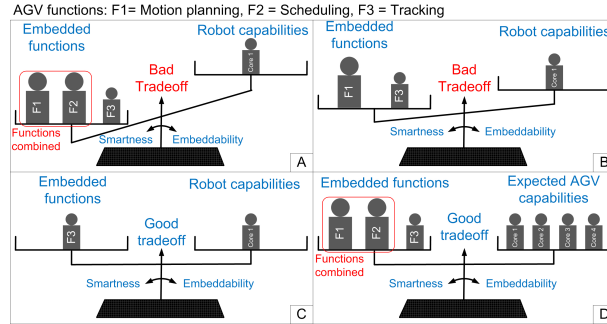 AGV functions: F1= Motion planning, F2 = Scheduling, F3 = Tracking
Embedded
functions
Robot capabilities
F1
F2
F3
Core 1
Bad
Tradeoff
Functions
combined
Smartness
Embeddability
A
Embedded
functions
Robot capabilities
F1
F3
Core 1
Bad
Tradeoff
Smartness
Embeddability
B
Embedded
functions
Robot capabilities
F3
Core 1
Good
tradeoff
Smartness
Embeddability
C
Embedded functions
Expected AGV
capabilities
F1
F2
F3
Core 1
Core 2
Core 3
Core 4
Good
tradeoff
Functions
combined
Smartness
Embeddability
D